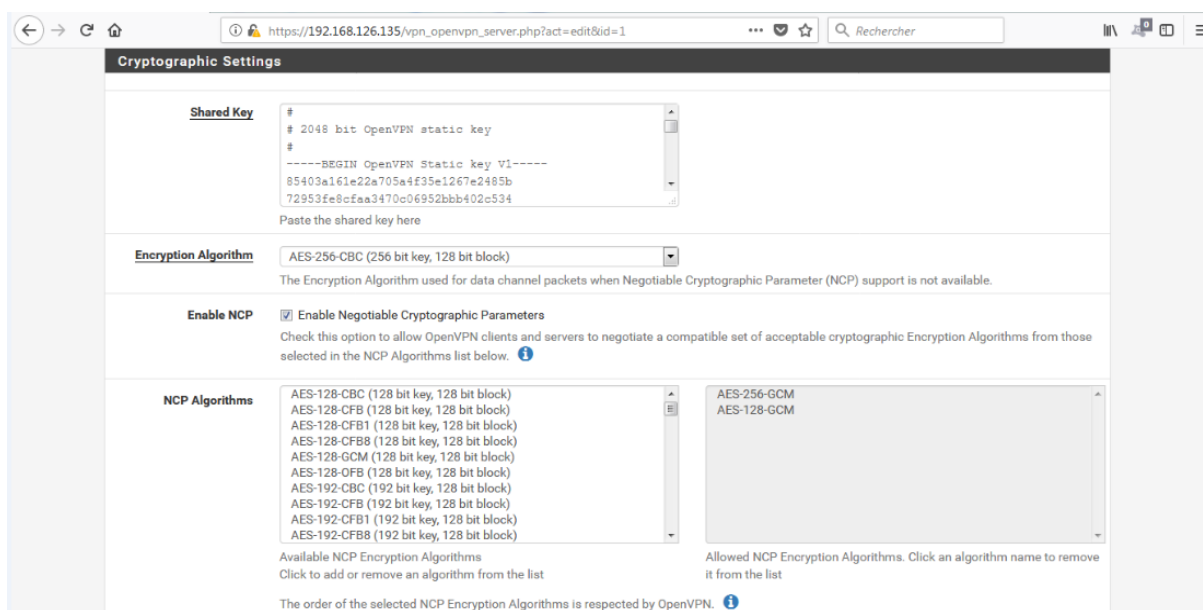 https://192.168.126.135/vpn_openvpn_server.php?act=edit&id=1
Rechercher
0
Cryptographic Settings
Shared Key
#
# 2048 bit OpenVPN static key
#
-----BEGIN OpenVPN Static key V1-----
85403a161e22a705a4f35e1267e2485b
72953fe8cfaa3470c06952bbb402c534
Paste the shared key here
Encryption Algorithm
AES-256-CBC (256 bit key, 128 bit block)
The Encryption Algorithm used for data channel packets when Negotiable Cryptographic Parameter (NCP) support is not available.
Enable NCP
Enable Negotiable Cryptographic Parameters
Check this option to allow OpenVPN clients and servers to negotiate a compatible set of acceptable cryptographic Encryption Algorithms from those
selected in the NCP Algorithms list below.
NCP Algorithms
AES-128-CBC (128 bit key, 128 bit block)
AES-128-CFB (128 bit key, 128 bit block)
AES-128-CFB1 (128 bit key, 128 bit block)
AES-128-CFB8 (128 bit key, 128 bit block)
AES-128-GCM (128 bit key, 128 bit block)
AES-128-OFB (128 bit key, 128 bit block)
AES-192-CBC (192 bit key, 128 bit block)
AES-192-CFB (192 bit key, 128 bit block)
AES-192-CFB1 (192 bit key, 128 bit block)
AES-192-CFB8 (192 bit key, 128 bit block)
Available NCP Encryption Algorithms
Click to add or remove an algorithm from the list
AES-256-GCM
AES-128-GCM
Allowed NCP Encryption Algorithms. Click an algorithm name to remove
it from the list
The order of the selected NCP Encryption Algorithms is respected by OpenVPN.